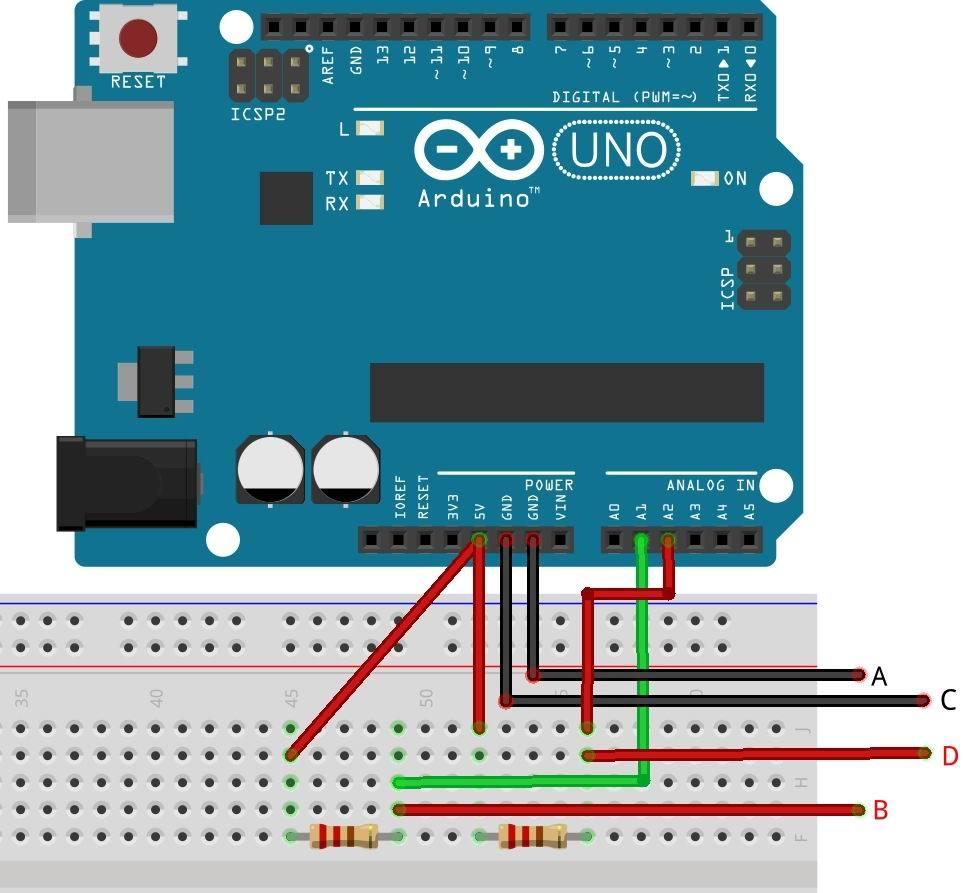 RESET
ICSP2
AREF
GND
13
12
~11
~10
~9
8
7
~6
~5
4
~3
2
TX0▶1
RX0◀0
DIGITAL (PWM=~)
L
TX
RX
UNO
Arduino™
ON
1
ICSP
POWER
ANALOG IN
IOREF
RESET
3V3
5V
GND
GND
VIN
A0
A1
A2
A3
A4
A5
A
C
35
40
45
50
J
D
H
B
F